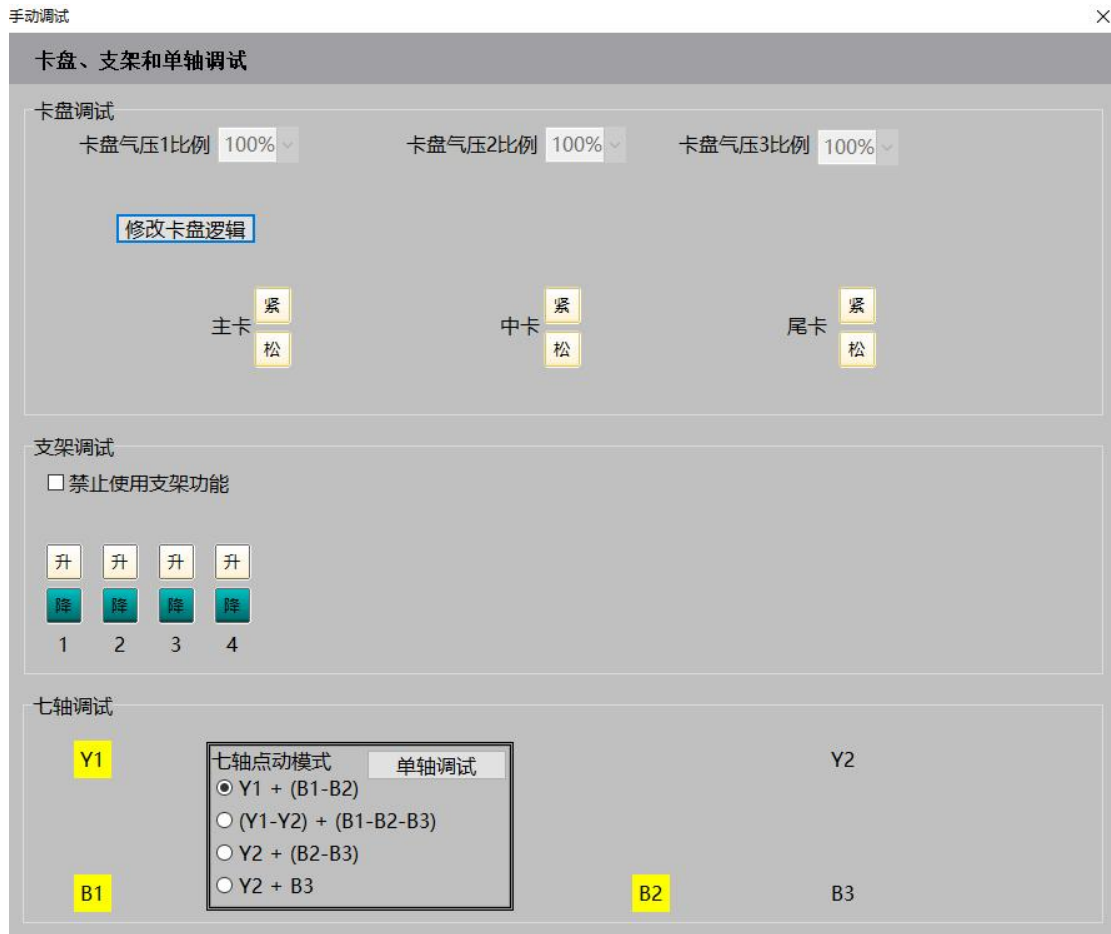 手动调试
卡盘、支架和单轴调试
卡盘调试
卡盘气压1比例 100% 卡盘气压2比例 100% 卡盘气压3比例 100%
修改卡盘逻辑
主卡 紧 松 中卡 紧 松 尾卡 紧 松
支架调试
禁止使用支架功能
升 升 升 升
降 降 降 降
1 2 3 4
七轴调试
Y1 七轴点动模式 单轴调试 Y2
Y1 + (B1-B2)
(Y1-Y2) + (B1-B2-B3)
Y2 + (B2-B3)
Y2 + B3
B1 B2 B3